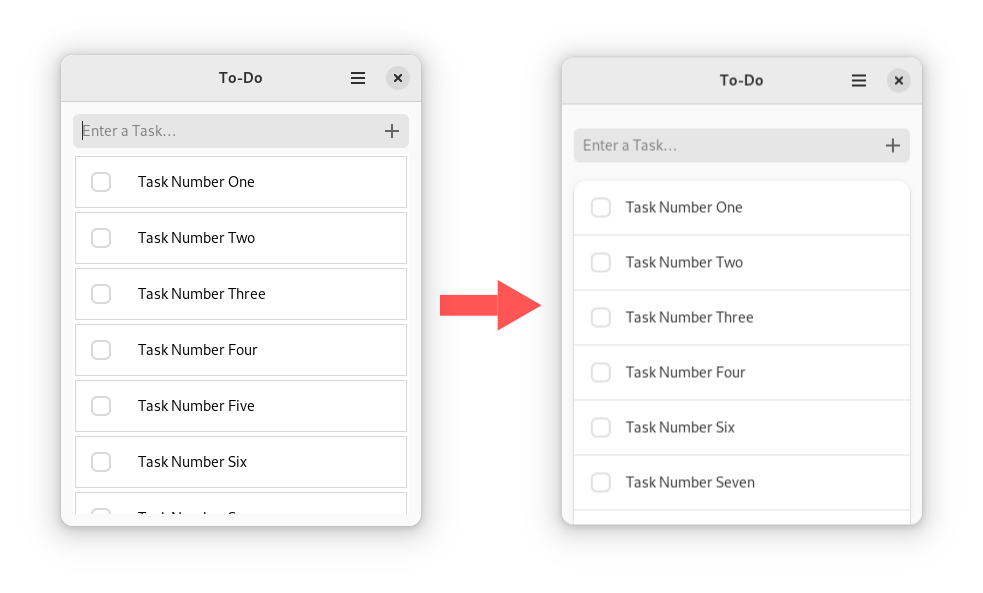 To-Do
Enter a Task...
Task Number One
Task Number Two
Task Number Three
Task Number Four
Task Number Five
Task Number Six
To-Do
Enter a Task...
Task Number One
Task Number Two
Task Number Three
Task Number Four
Task Number Six
Task Number Seven